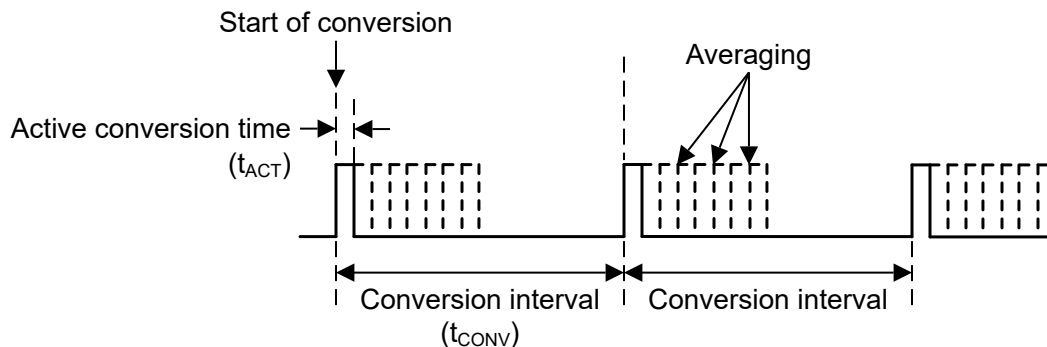 Start of conversion
Averaging
Active conversion time
(tACT)
Conversion interval
(tCONV)
Conversion interval